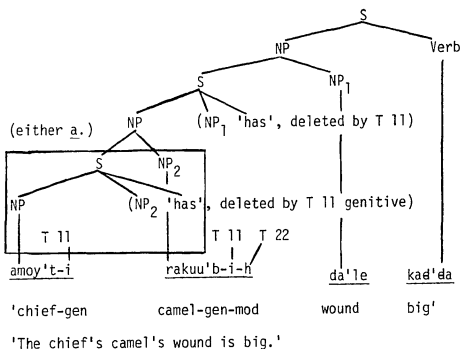 S
NP Verb
S NP1
NP (NP1 'has', deleted by T 11)
(either a.)
S NP2
NP (NP2 'has', deleted by T 11 genitive)
T 11 T 11 T 22
amoy't-i rakuu'b-i-h da'le kad'da
'chief-gen camel-gen-mod wound big'
'The chief's camel's wound is big.'